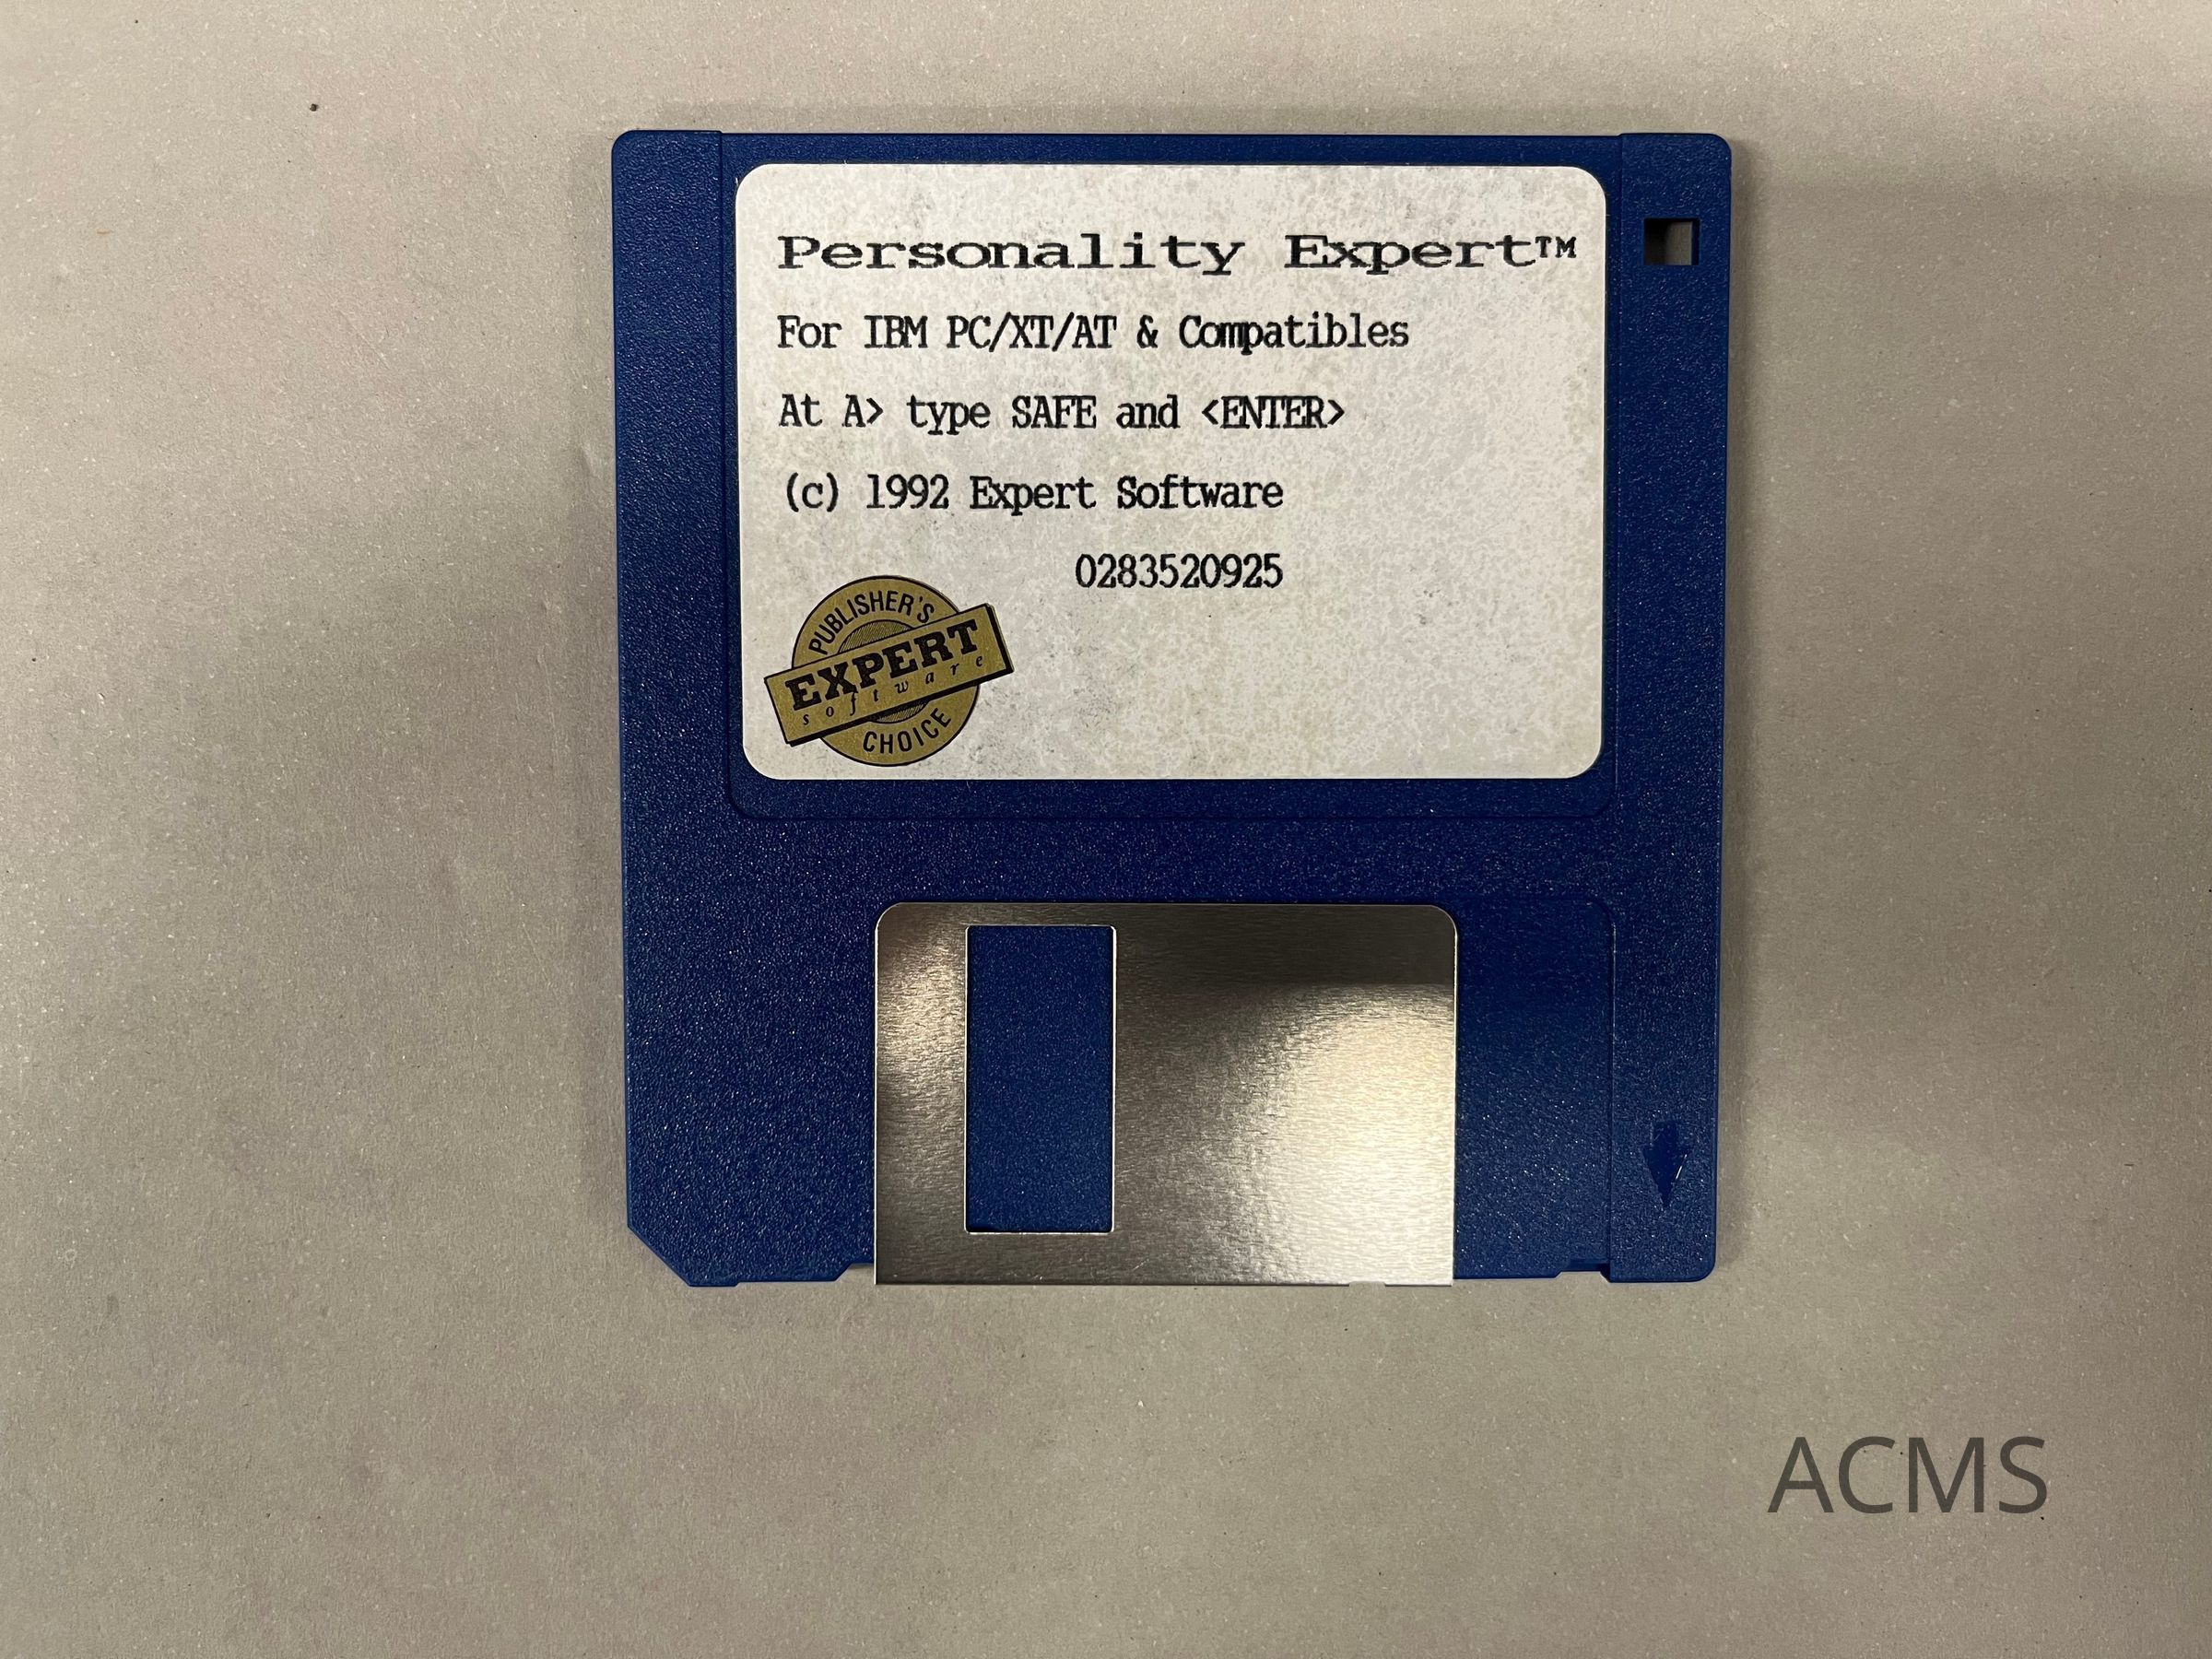 Personality Expert™
For IBM PC/XT/AT & Compatibles
At A> type SAFE and <ENTER>
(c) 1992 Expert Software
0283520925
PUBLISHER'S
EXPERT
software
CHOICE
ACMS